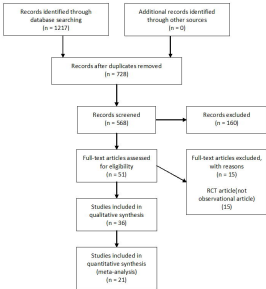 Records identified through
database searching
(n = 1217)
Additional records identified
through other sources
(n = 0)
Records after duplicates removed
(n = 728)
Records screened
(n = 568)
Records excluded
(n = 160)
Full-text articles assessed
for eligibility
(n = 51)
Full-text articles excluded,
with reasons
(n = 15)
RCT article(not
observational article)
(15)
Studies included in
qualitative synthesis
(n = 36)
Studies included in
quantitative synthesis
(meta-analysis)
(n = 21)